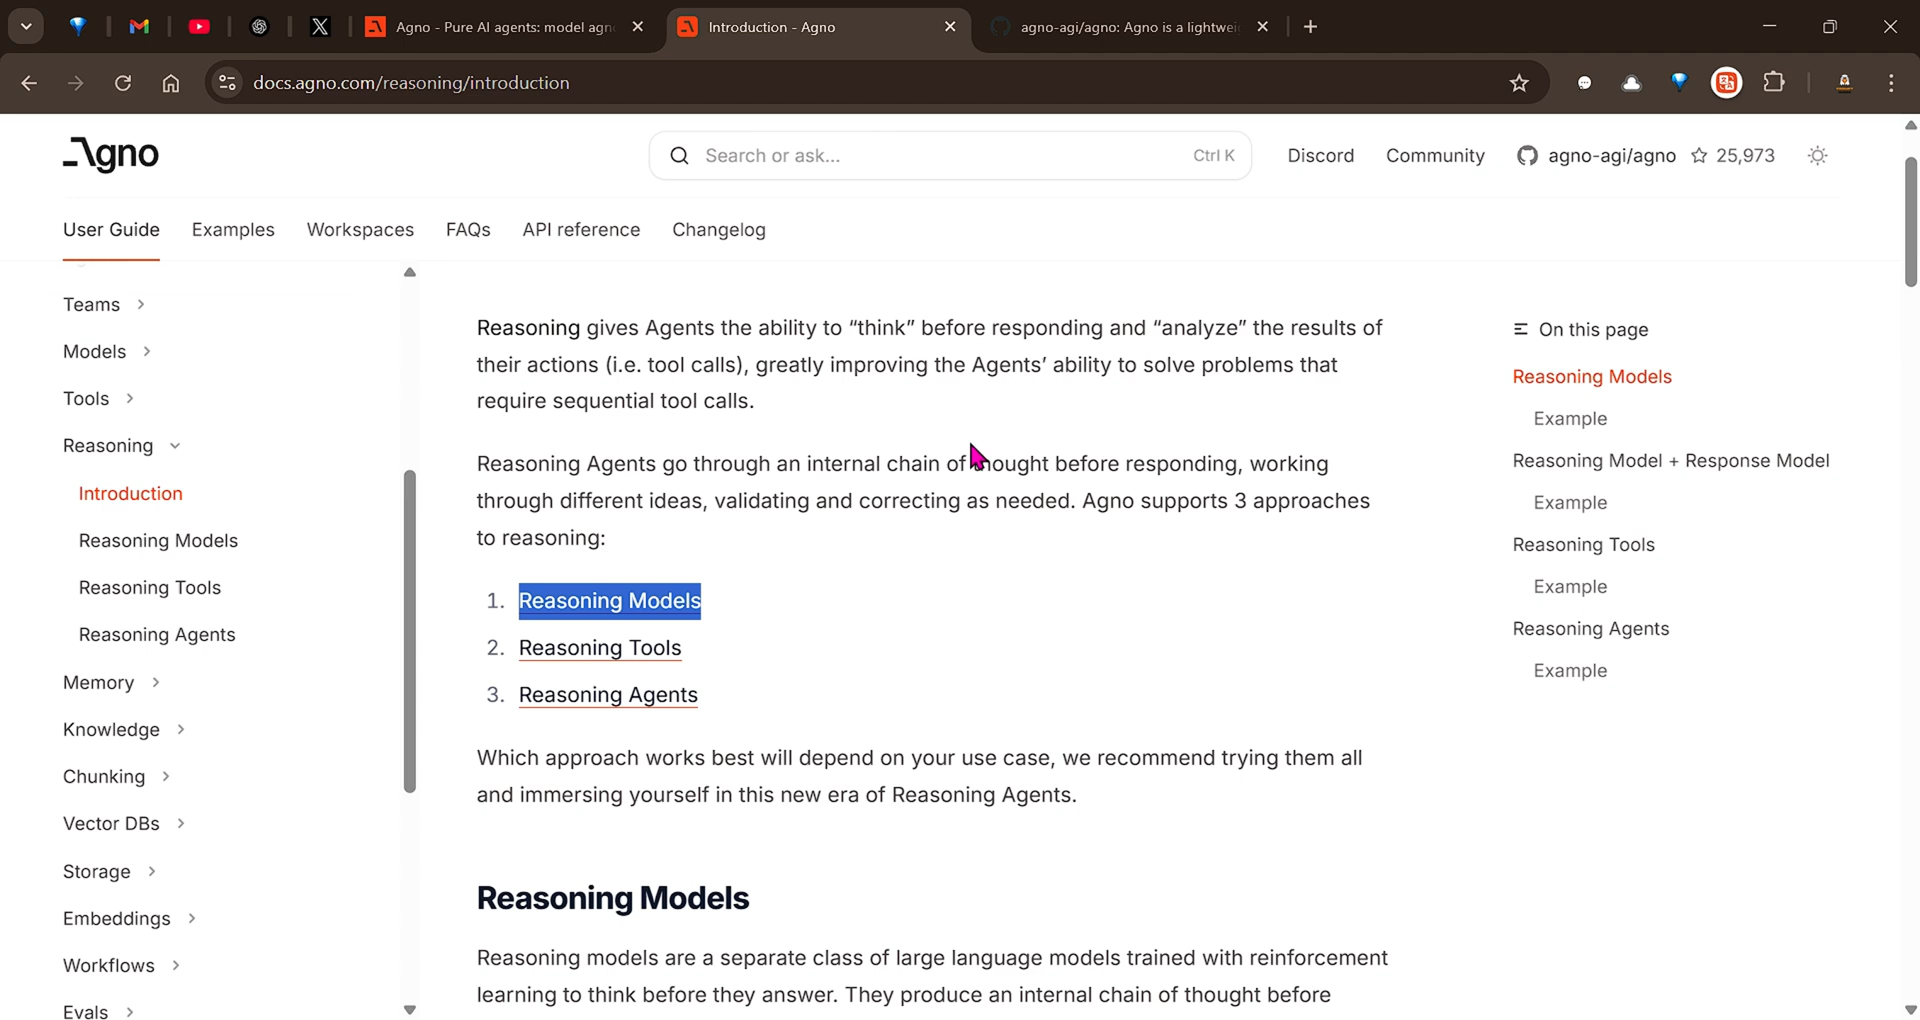 Agno - Pure AI agents: model agn
Introduction - Agno
agno-agi/agno: Agno is a lightwei
docs.agno.com/reasoning/introduction
Agno
Search or ask...
Ctrl K
Discord
Community
agno-agi/agno
25,973
User Guide
Examples
Workspaces
FAQs
API reference
Changelog
Teams
Models
Tools
Reasoning
Introduction
Reasoning Models
Reasoning Tools
Reasoning Agents
Memory
Knowledge
Chunking
Vector DBs
Storage
Embeddings
Workflows
Evals
Reasoning gives Agents the ability to “think” before responding and “analyze” the results of
their actions (i.e. tool calls), greatly improving the Agents’ ability to solve problems that
require sequential tool calls.
Reasoning Agents go through an internal chain of thought before responding, working
through different ideas, validating and correcting as needed. Agno supports 3 approaches
to reasoning:
1. Reasoning Models
2. Reasoning Tools
3. Reasoning Agents
Which approach works best will depend on your use case, we recommend trying them all
and immersing yourself in this new era of Reasoning Agents.
Reasoning Models
Reasoning models are a separate class of large language models trained with reinforcement
learning to think before they answer. They produce an internal chain of thought before
On this page
Reasoning Models
Example
Reasoning Model + Response Model
Example
Reasoning Tools
Example
Reasoning Agents
Example